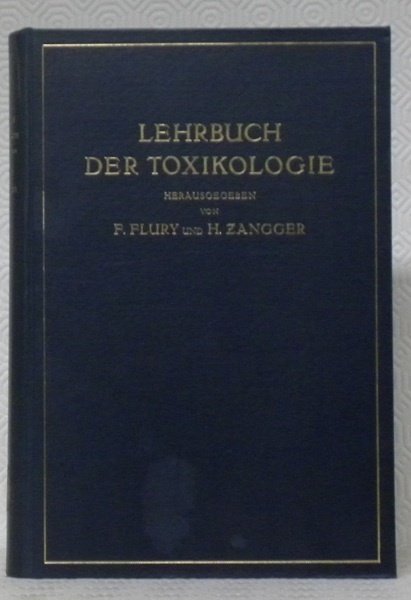 LEHRBUCH
DER TOXIKOLOGIE
HERAUSGEGEBEN
VON
F. FLURY UND H. ZANGGER